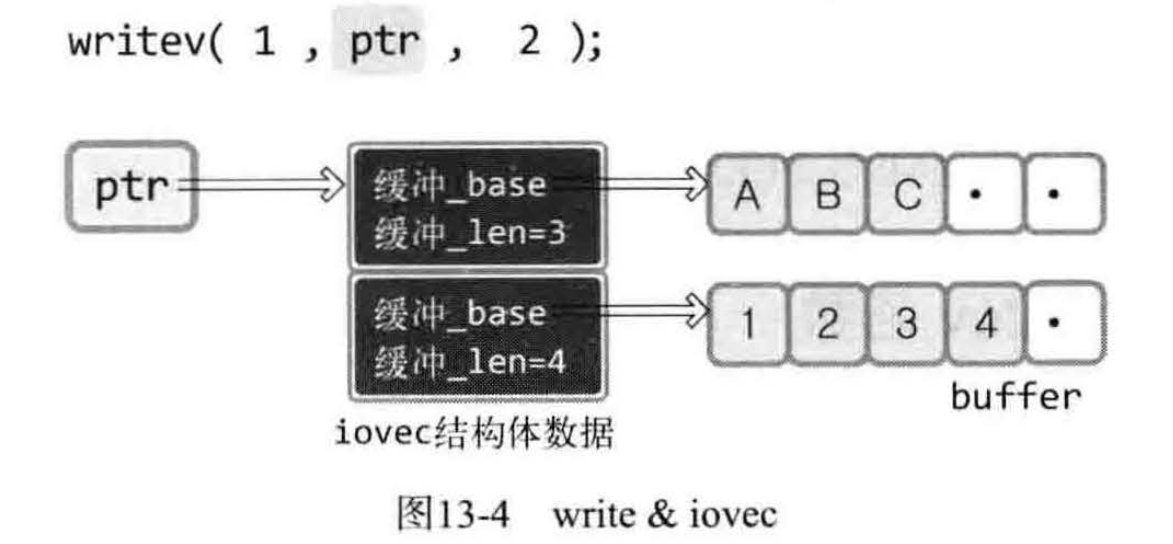 writev( 1 , ptr , 2 );
ptr
缓冲_base
缓冲_len=3
A B C • •
缓冲_base
缓冲_len=4
1 2 3 4 •
buffer
iovec结构体数据
图13-4 write & iovec